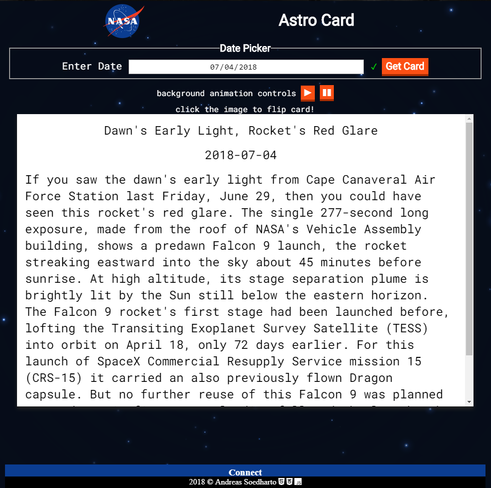 NASA
Astro Card
Date Picker
Enter Date 07/04/2018 ✓ Get Card
background animation controls
click the image to flip card!
Dawn's Early Light, Rocket's Red Glare
2018-07-04
If you saw the dawn's early light from Cape Canaveral Air
Force Station last Friday, June 29, then you could have
seen this rocket's red glare. The single 277-second long
exposure, made from the roof of NASA's Vehicle Assembly
building, shows a predawn Falcon 9 launch, the rocket
streaking eastward into the sky about 45 minutes before
sunrise. At high altitude, its stage separation plume is
brightly lit by the Sun still below the eastern horizon.
The Falcon 9 rocket's first stage had been launched before,
lofting the Transiting Exoplanet Survey Satellite (TESS)
into orbit on April 18, only 72 days earlier. For this
launch of SpaceX Commercial Resupply Service mission 15
(CRS-15) it carried an also previously flown Dragon
capsule. But no further reuse of this Falcon 9 was planned
Connect
2018 © Andreas Soedharto